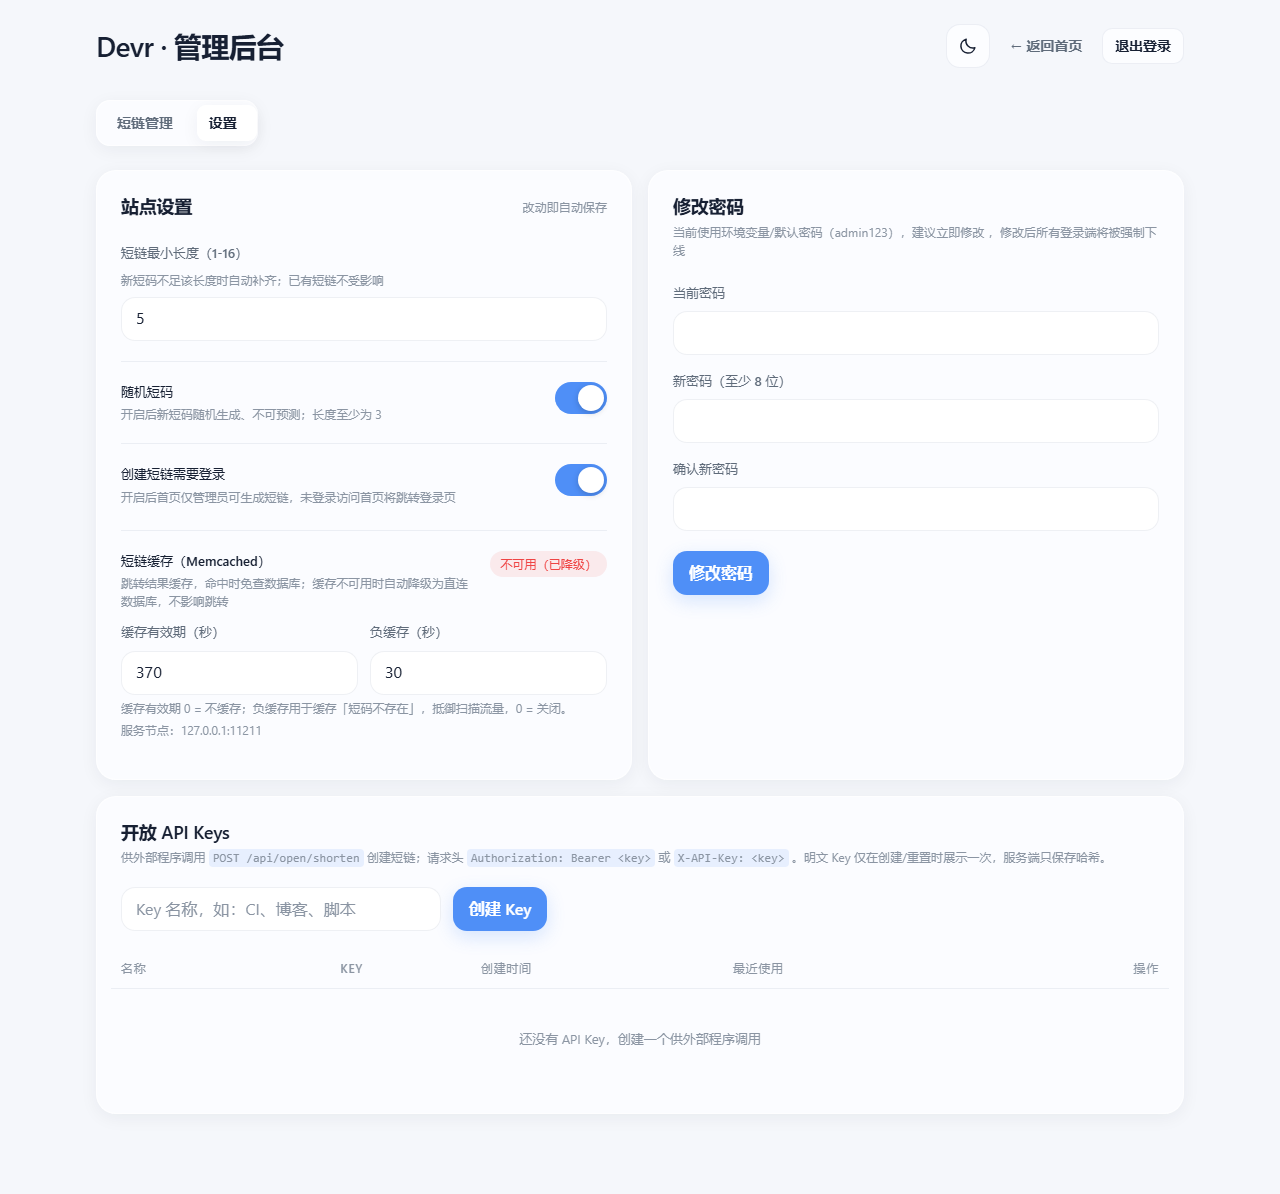 Devr · 管理后台
← 返回首页
退出登录
短链管理
设置
站点设置
改动即自动保存
短链最小长度（1-16）
新短码不足该长度时自动补齐；已有短链不受影响
5
随机短码
开启后新短码随机生成、不可预测；长度至少为 3
创建短链需要登录
开启后首页仅管理员可生成短链，未登录访问首页将跳转登录页
短链缓存（Memcached）
不可用（已降级）
跳转结果缓存，命中时免查数据库；缓存不可用时自动降级为直连
数据库，不影响跳转
缓存有效期（秒）
负缓存（秒）
370
30
缓存有效期 0 = 不缓存；负缓存用于缓存「短码不存在」，抵御扫描流量，0 = 关闭。
服务节点：127.0.0.1:11211
修改密码
当前使用环境变量/默认密码（admin123），建议立即修改 ，修改后所有登录端将被强制下
线
当前密码
新密码（至少 8 位）
确认新密码
修改密码
开放 API Keys
供外部程序调用 POST /api/open/shorten 创建短链；请求头 Authorization: Bearer <key> 或 X-API-Key: <key> 。明文 Key 仅在创建/重置时展示一次，服务端只保存哈希。
Key 名称，如：CI、博客、脚本
创建 Key
名称 KEY 创建时间 最近使用 操作
还没有 API Key，创建一个供外部程序调用